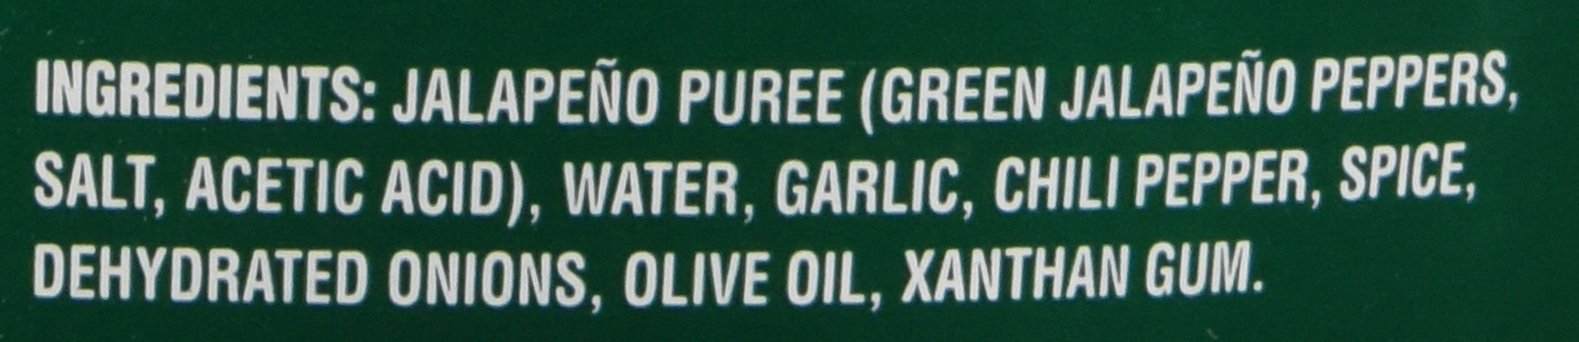 INGREDIENTS: JALAPEÑO PUREE (GREEN JALAPEÑO PEPPERS,
SALT, ACETIC ACID), WATER, GARLIC, CHILI PEPPER, SPICE,
DEHYDRATED ONIONS, OLIVE OIL, XANTHAN GUM.